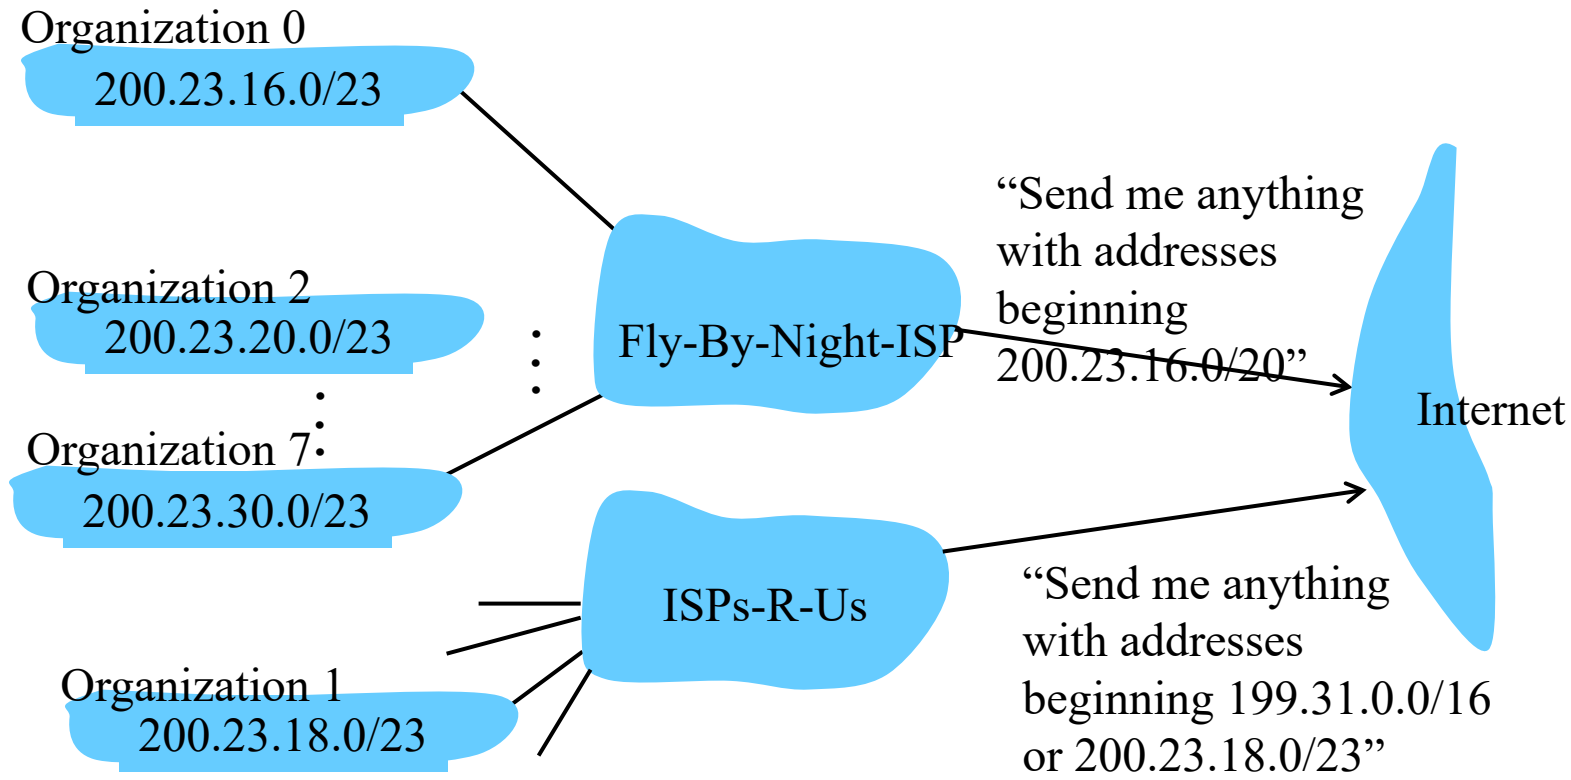 Organization 0
200.23.16.0/23
Organization 2
200.23.20.0/23
Organization 7
200.23.30.0/23
Fly-By-Night-ISP
“Send me anything
with addresses
beginning
200.23.16.0/20”
Internet
ISPs-R-Us
Organization 1
200.23.18.0/23
“Send me anything
with addresses
beginning 199.31.0.0/16
or 200.23.18.0/23”